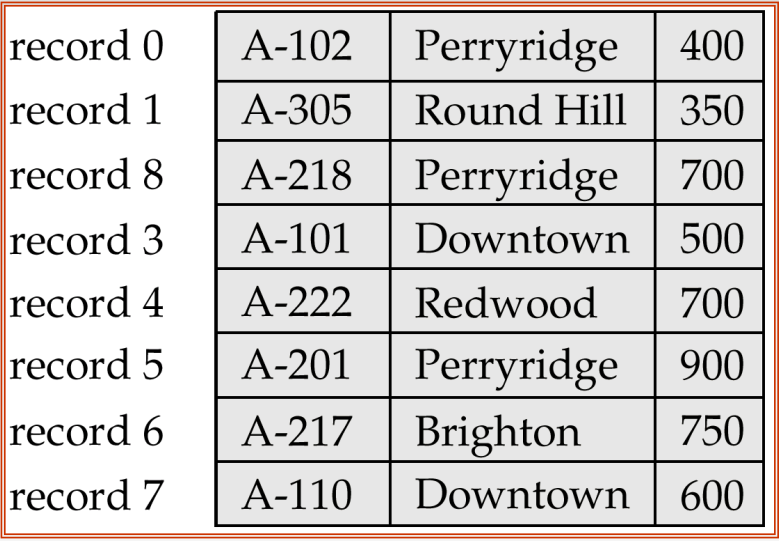 record 0 A-102 Perryridge 400
record 1 A-305 Round Hill 350
record 8 A-218 Perryridge 700
record 3 A-101 Downtown 500
record 4 A-222 Redwood 700
record 5 A-201 Perryridge 900
record 6 A-217 Brighton 750
record 7 A-110 Downtown 600